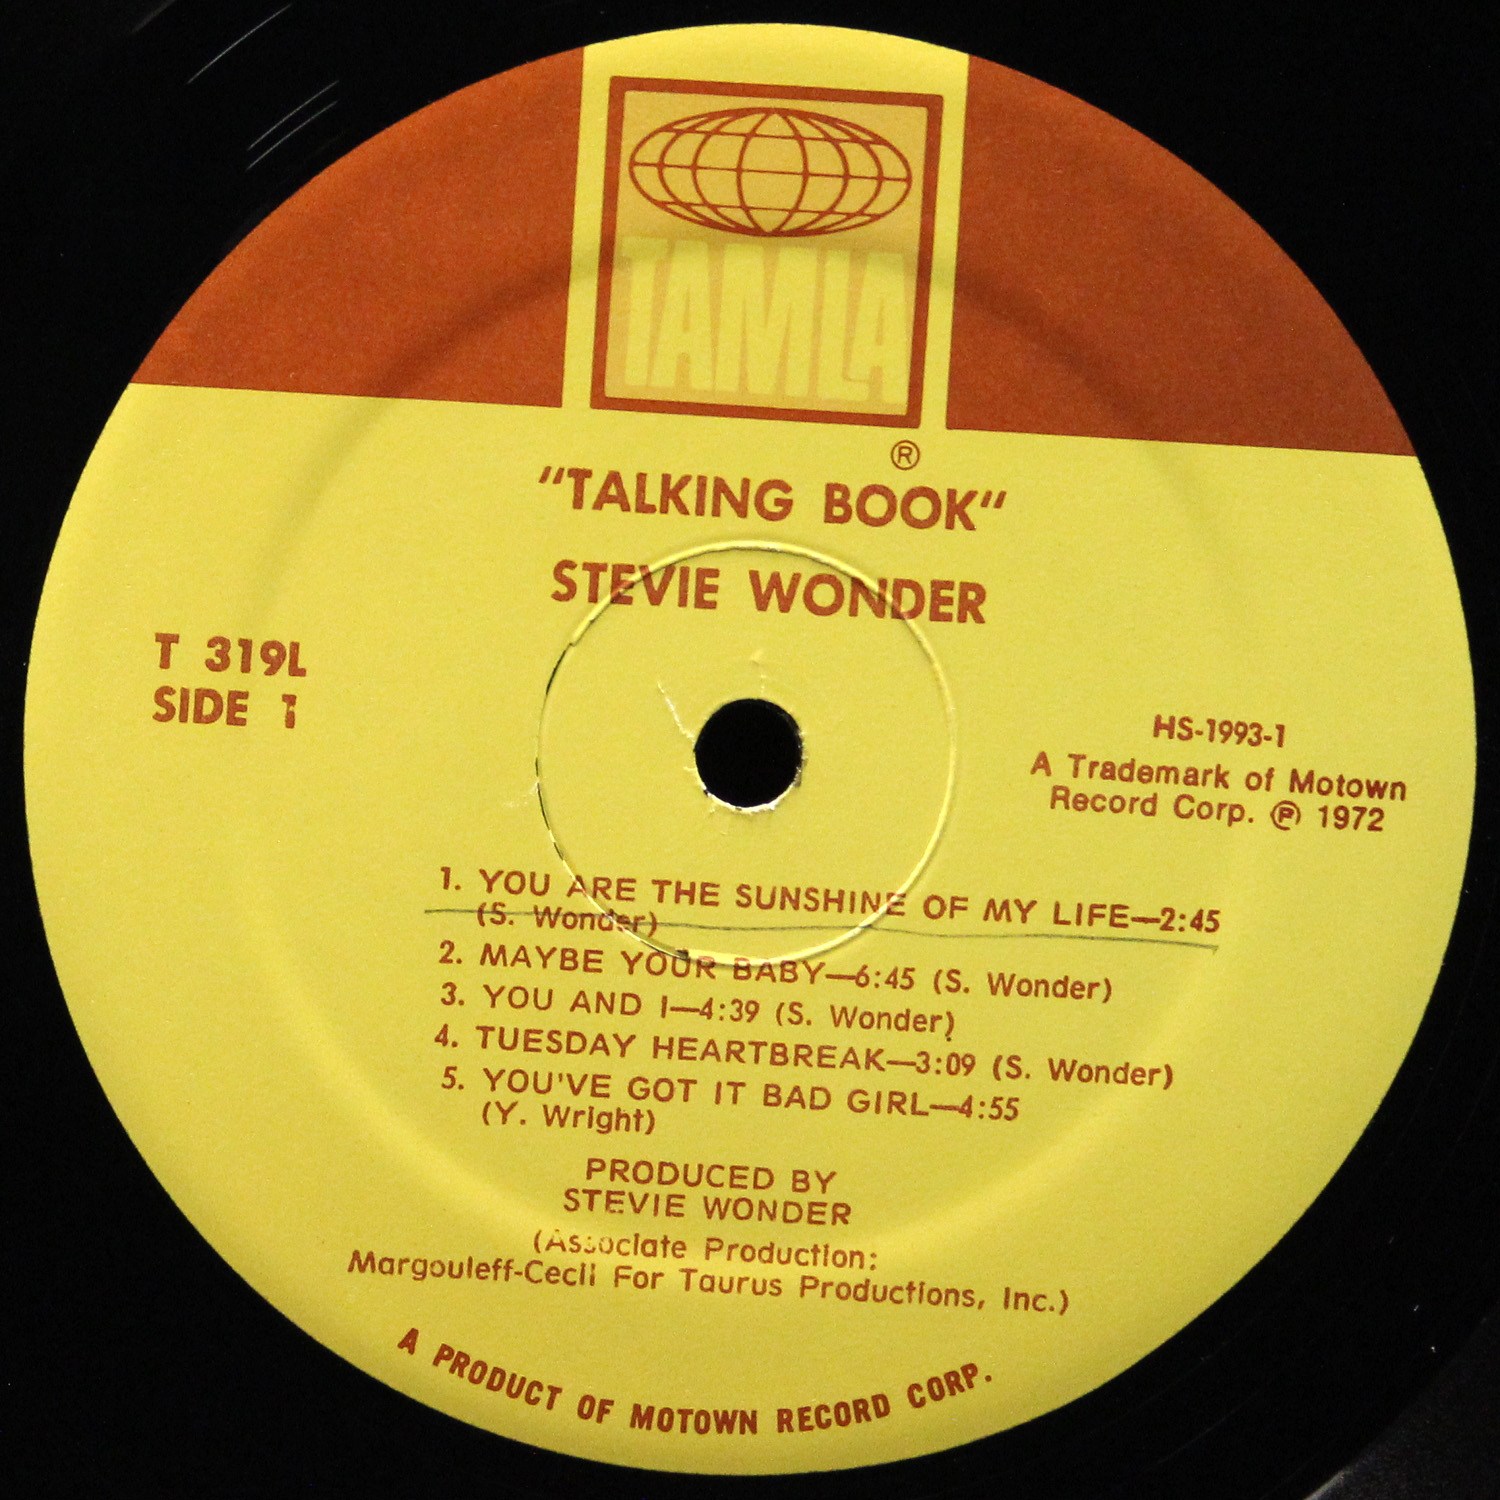 TAMLA
®
"TALKING BOOK"
STEVIE WONDER
T 319L
SIDE 1
HS-1993-1
A Trademark of Motown
Record Corp. ℗ 1972
1. YOU ARE THE SUNSHINE OF MY LIFE—2:45
(S. Wonder)
2. MAYBE YOUR BABY—6:45 (S. Wonder)
3. YOU AND I—4:39 (S. Wonder)
4. TUESDAY HEARTBREAK—3:09 (S. Wonder)
5. YOU'VE GOT IT BAD GIRL—4:55
(Y. Wright)
PRODUCED BY
STEVIE WONDER
(Associate Production:
Margouleff-Cecil For Taurus Productions, Inc.)
A PRODUCT OF MOTOWN RECORD CORP.